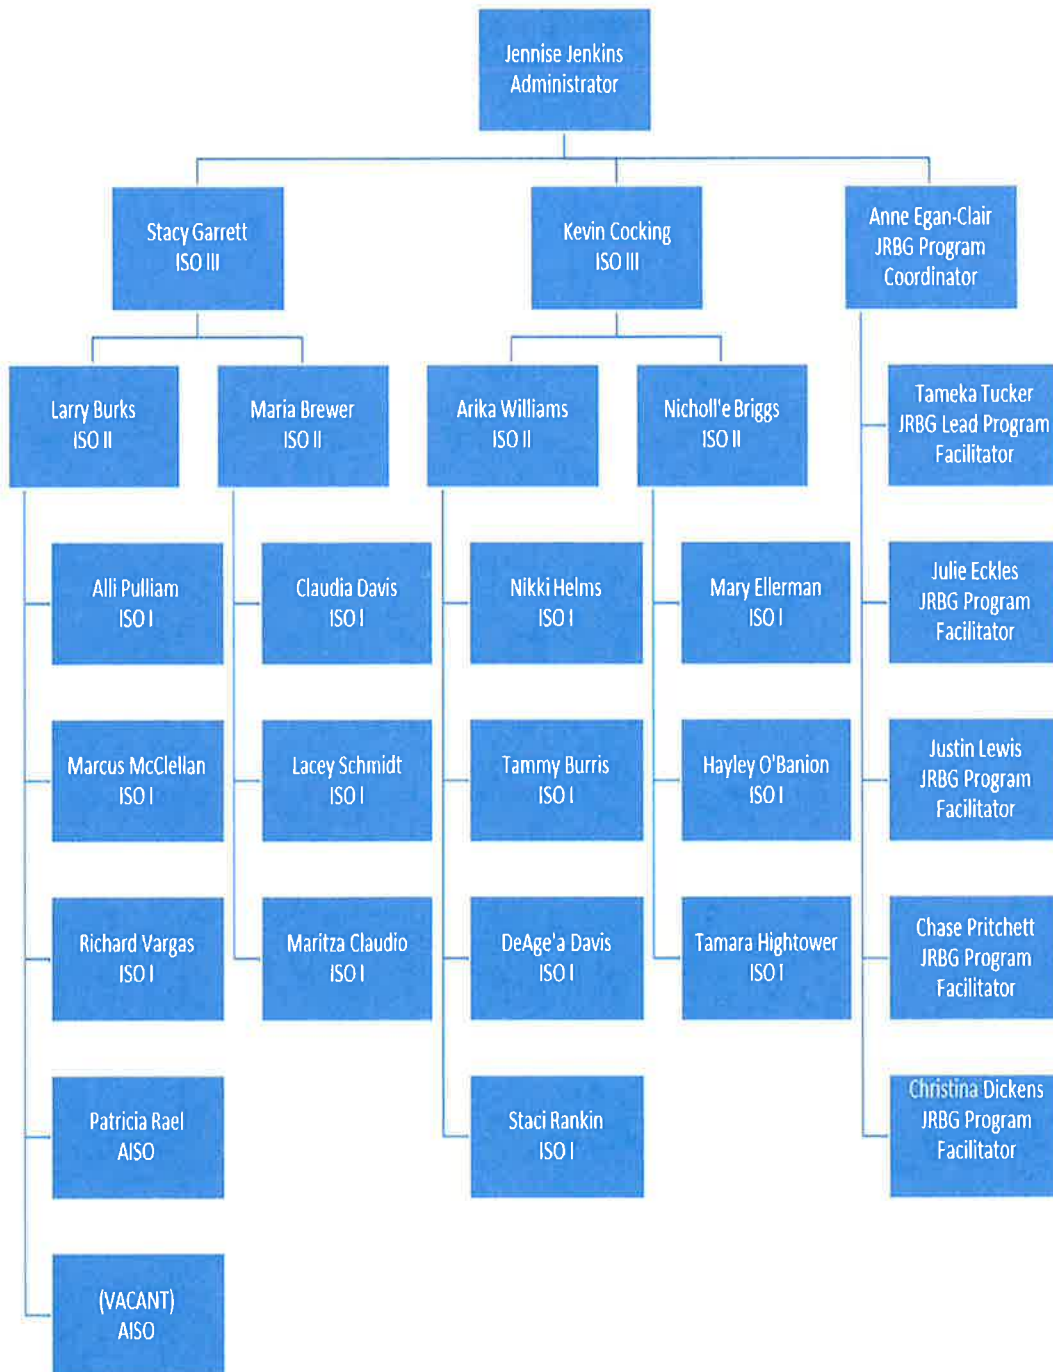 Jennise Jenkins
Administrator
Stacy Garrett
ISO III
Kevin Cocking
ISO III
Anne Egan-Clair
JRBG Program
Coordinator
Larry Burks
ISO II
Maria Brewer
ISO II
Arika Williams
ISO II
Nicholl'e Briggs
ISO II
Tameka Tucker
JRBG Lead Program
Facilitator
Alli Pulliam
ISO I
Claudia Davis
ISO I
Nikki Helms
ISO I
Mary Ellerman
ISO I
Julie Eckles
JRBG Program
Facilitator
Marcus McClellan
ISO I
Lacey Schmidt
ISO I
Tammy Burris
ISO I
Hayley O'Banion
ISO I
Justin Lewis
JRBG Program
Facilitator
Richard Vargas
ISO I
Maritza Claudio
ISO I
DeAge'a Davis
ISO I
Tamara Hightower
ISO I
Chase Pritchett
JRBG Program
Facilitator
Patricia Rael
AISO
Staci Rankin
ISO I
Christina Dickens
JRBG Program
Facilitator
(VACANT)
AISO